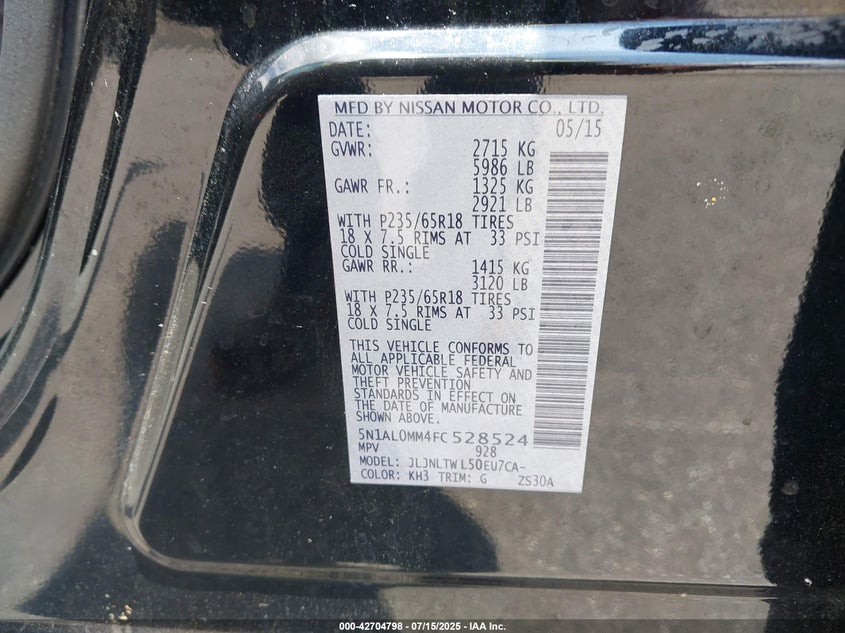 MFD BY NISSAN MOTOR CO., LTD.
DATE: 05/15
GVWR: 2715 KG
5986 LB
GAWR FR.: 1325 KG
2921 LB
WITH P235/65R18 TIRES
18 X 7.5 RIMS AT 33 PSI
COLD SINGLE
GAWR RR.: 1415 KG
3120 LB
WITH P235/65R18 TIRES
18 X 7.5 RIMS AT 33 PSI
COLD SINGLE
THIS VEHICLE CONFORMS TO
ALL APPLICABLE FEDERAL
MOTOR VEHICLE SAFETY AND
THEFT PREVENTION
STANDARDS IN EFFECT ON
THE DATE OF MANUFACTURE
SHOWN ABOVE.
5N1AL0MM4FC528524
MPV 928
MODEL: JLJNLTWL50EU7CA-
COLOR: KH3 TRIM: G ZS30A
000-42704798 - 07/15/2025 - IAA Inc.